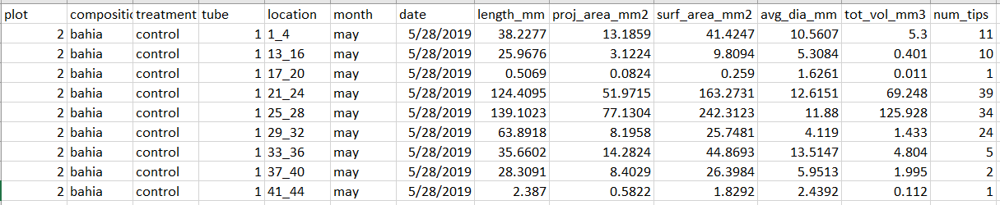 plot compositio treatment tube location month date length_mm proj_area_mm2 surf_area_mm2 avg_dia_mm tot_vol_mm3 num_tips
2 bahia control 1 1_4 may 5/28/2019 38.2277 13.1859 41.4247 10.5607 5.3 11
2 bahia control 1 13_16 may 5/28/2019 25.9676 3.1224 9.8094 5.3084 0.401 10
2 bahia control 1 17_20 may 5/28/2019 0.5069 0.0824 0.259 1.6261 0.011 1
2 bahia control 1 21_24 may 5/28/2019 124.4095 51.9715 163.2731 12.6151 69.248 39
2 bahia control 1 25_28 may 5/28/2019 139.1023 77.1304 242.3123 11.88 125.928 34
2 bahia control 1 29_32 may 5/28/2019 63.8918 8.1958 25.7481 4.119 1.433 24
2 bahia control 1 33_36 may 5/28/2019 35.6602 14.2824 44.8693 13.5147 4.804 5
2 bahia control 1 37_40 may 5/28/2019 28.3091 8.4029 26.3984 5.9513 1.995 2
2 bahia control 1 41_44 may 5/28/2019 2.387 0.5822 1.8292 2.4392 0.112 1